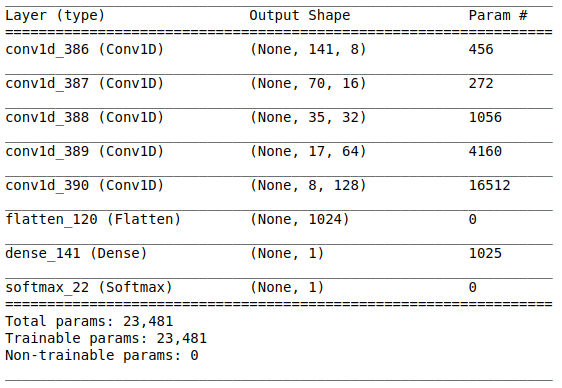 Layer (type) Output Shape Param #
conv1d_386 (Conv1D) (None, 141, 8) 456
conv1d_387 (Conv1D) (None, 70, 16) 272
conv1d_388 (Conv1D) (None, 35, 32) 1056
conv1d_389 (Conv1D) (None, 17, 64) 4160
conv1d_390 (Conv1D) (None, 8, 128) 16512
flatten_120 (Flatten) (None, 1024) 0
dense_141 (Dense) (None, 1) 1025
softmax_22 (Softmax) (None, 1) 0
Total params: 23,481
Trainable params: 23,481
Non-trainable params: 0